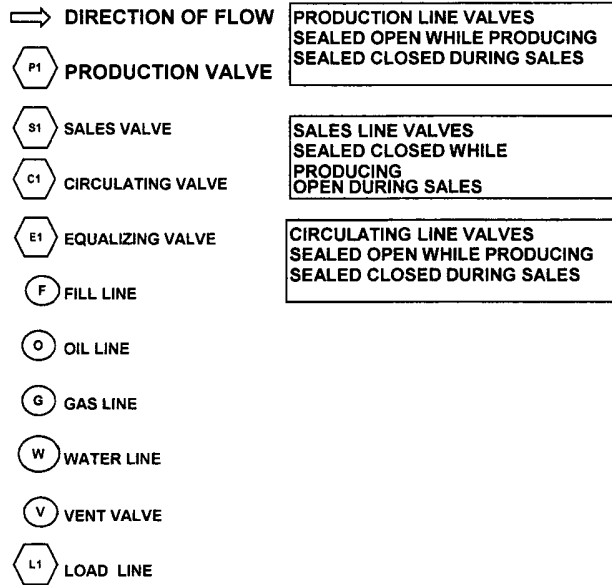 DIRECTION OF FLOW
P1 PRODUCTION VALVE
S1 SALES VALVE
C1 CIRCULATING VALVE
E1 EQUALIZING VALVE
F FILL LINE
O OIL LINE
G GAS LINE
W WATER LINE
V VENT VALVE
L1 LOAD LINE
PRODUCTION LINE VALVES
SEALED OPEN WHILE PRODUCING
SEALED CLOSED DURING SALES
SALES LINE VALVES
SEALED CLOSED WHILE
PRODUCING
OPEN DURING SALES
CIRCULATING LINE VALVES
SEALED OPEN WHILE PRODUCING
SEALED CLOSED DURING SALES